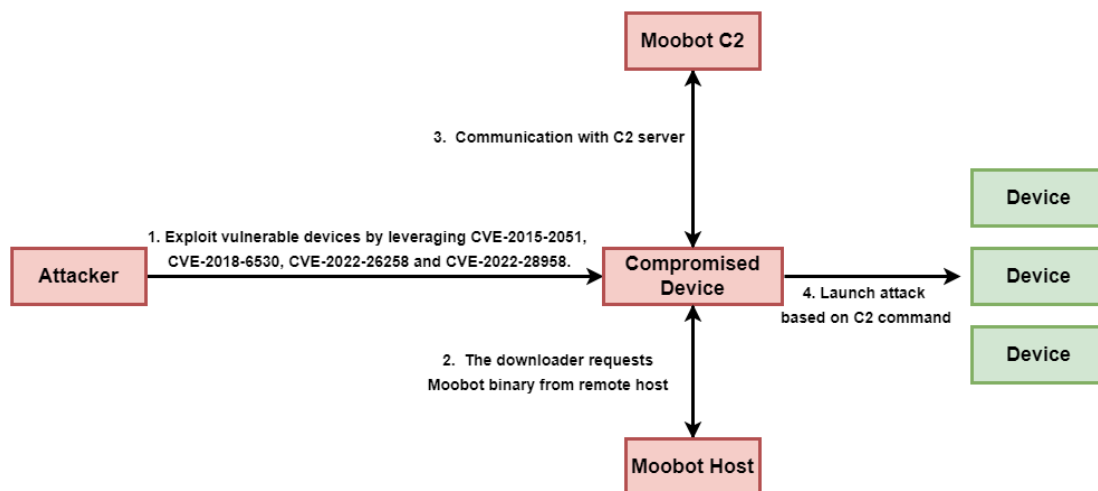 Moobot C2
3. Communication with C2 server
Device
1. Exploit vulnerable devices by leveraging CVE-2015-2051,
CVE-2018-6530, CVE-2022-26258 and CVE-2022-28958.
Attacker
Compromised
Device
Device
4. Launch attack
based on C2 command
Device
2. The downloader requests
Moobot binary from remote host
Moobot Host